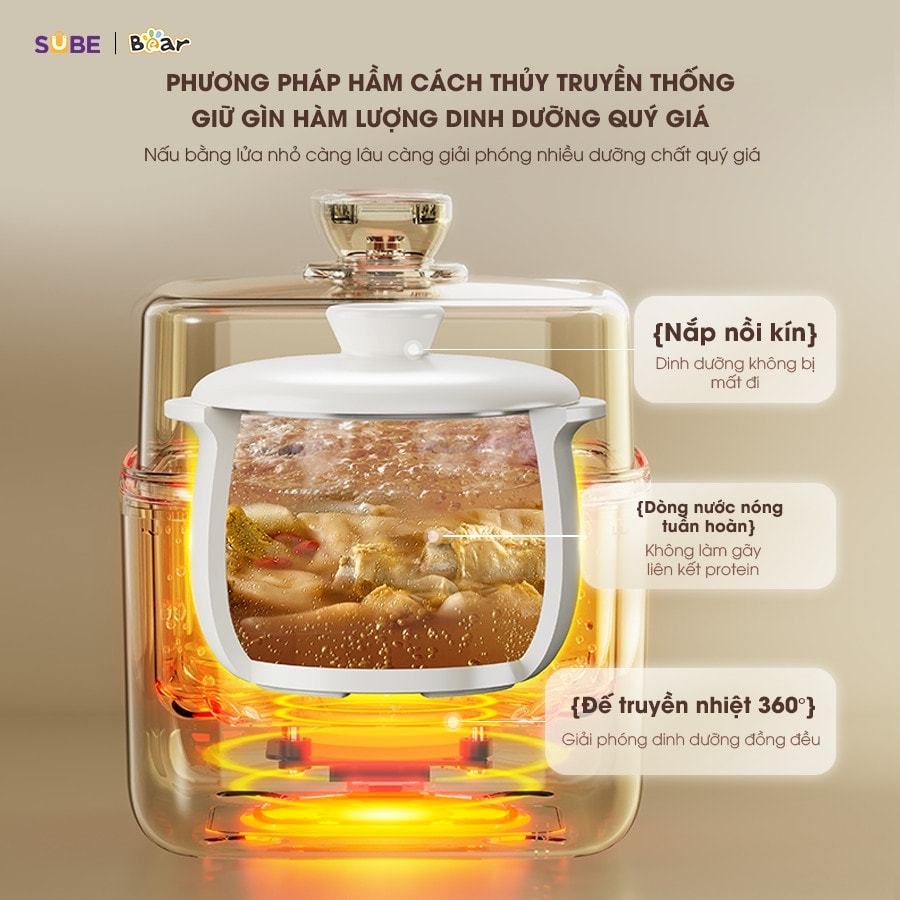 SUBE | Bear
PHƯƠNG PHÁP HẦM CÁCH THỦY TRUYỀN THỐNG
GIỮ GÌN HÀM LƯỢNG DINH DƯỠNG QUÝ GIÁ
Nấu bằng lửa nhỏ càng lâu càng giải phóng nhiều dưỡng chất quý giá
{Nắp nồi kín}
Dinh dưỡng không bị
mất đi
{Dòng nước nóng
tuần hoàn}
Không làm gãy
liên kết protein
{Đế truyền nhiệt 360°}
Giải phóng dinh dưỡng đồng đều